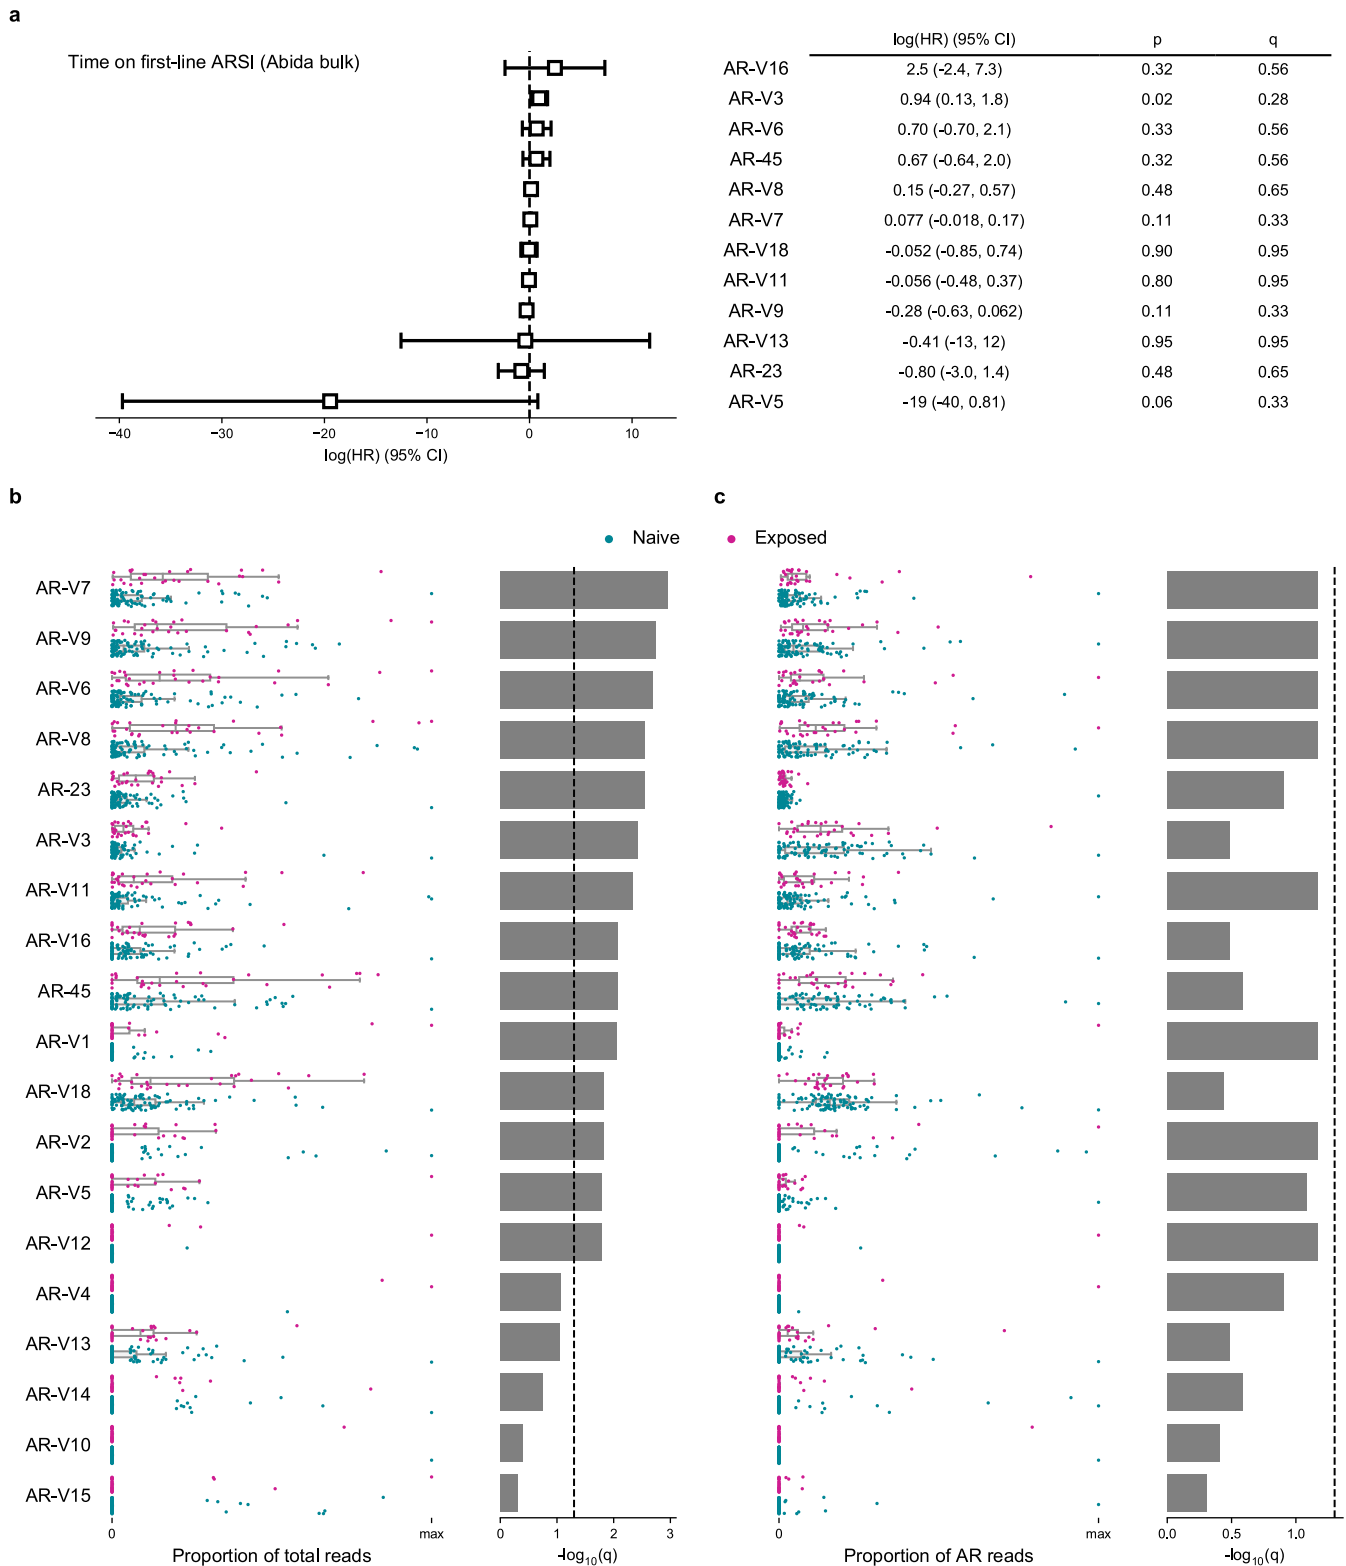 a
Time on first-line ARSI (Abida bulk)
log(HR) (95% CI) p q
AR-V16 2.5 (-2.4, 7.3) 0.32 0.56
AR-V3 0.94 (0.13, 1.8) 0.02 0.28
AR-V6 0.70 (-0.70, 2.1) 0.33 0.56
AR-45 0.67 (-0.64, 2.0) 0.32 0.56
AR-V8 0.15 (-0.27, 0.57) 0.48 0.65
AR-V7 0.077 (-0.018, 0.17) 0.11 0.33
AR-V18 -0.052 (-0.85, 0.74) 0.90 0.95
AR-V11 -0.056 (-0.48, 0.37) 0.80 0.95
AR-V9 -0.28 (-0.63, 0.062) 0.11 0.33
AR-V13 -0.41 (-13, 12) 0.95 0.95
AR-23 -0.80 (-3.0, 1.4) 0.48 0.65
AR-V5 -19 (-40, 0.81) 0.06 0.33
−40 −30 −20 −10 0 10
log(HR) (95% CI)
b c
Naive Exposed
AR-V7
AR-V9
AR-V6
AR-V8
AR-23
AR-V3
AR-V11
AR-V16
AR-45
AR-V1
AR-V18
AR-V2
AR-V5
AR-V12
AR-V4
AR-V13
AR-V14
AR-V10
AR-V15
0 max 0 1 2 3 0 max 0.0 0.5 1.0
Proportion of total reads -log10(q) Proportion of AR reads -log10(q)